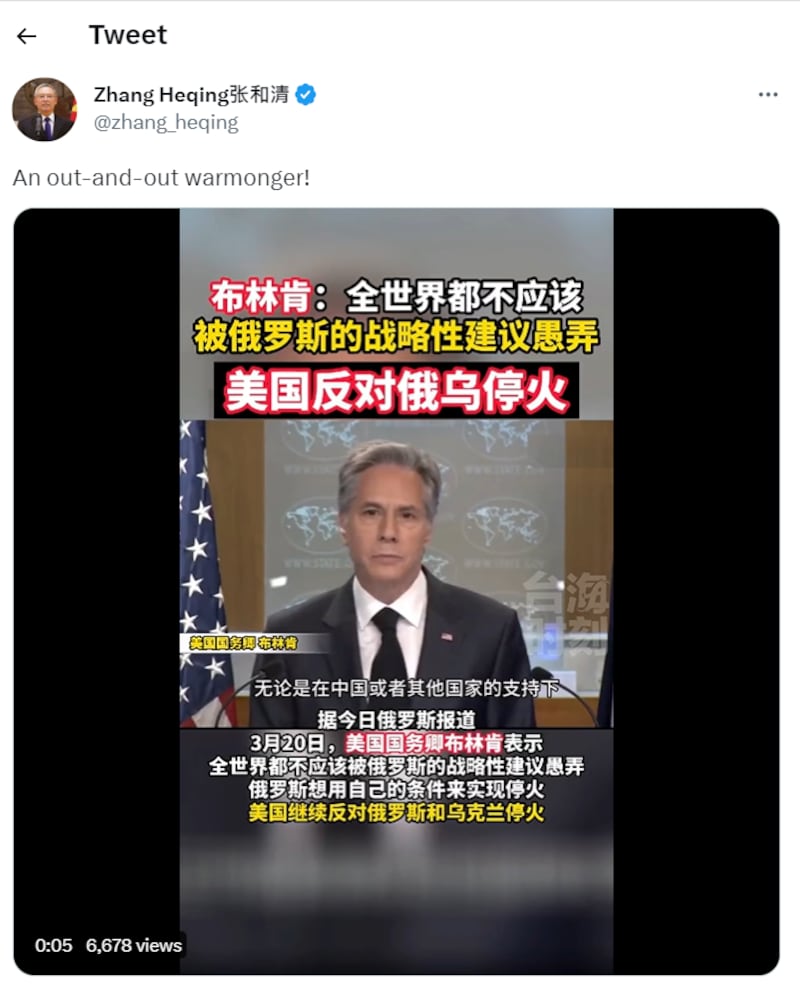 Tweet
Zhang Heqing张和清
@zhang_heqing
An out-and-out warmonger!
布林肯：全世界都不应该
被俄罗斯的战略性建议愚弄
美国反对俄乌停火
台海
时刻
美国国务卿 布林肯
无论是在中国或者其他国家的支持下
据今日俄罗斯报道
3月20日，美国国务卿布林肯表示
全世界都不应该被俄罗斯的战略性建议愚弄
俄罗斯想用自己的条件来实现停火
美国继续反对俄罗斯和乌克兰停火
0:05 6,678 views